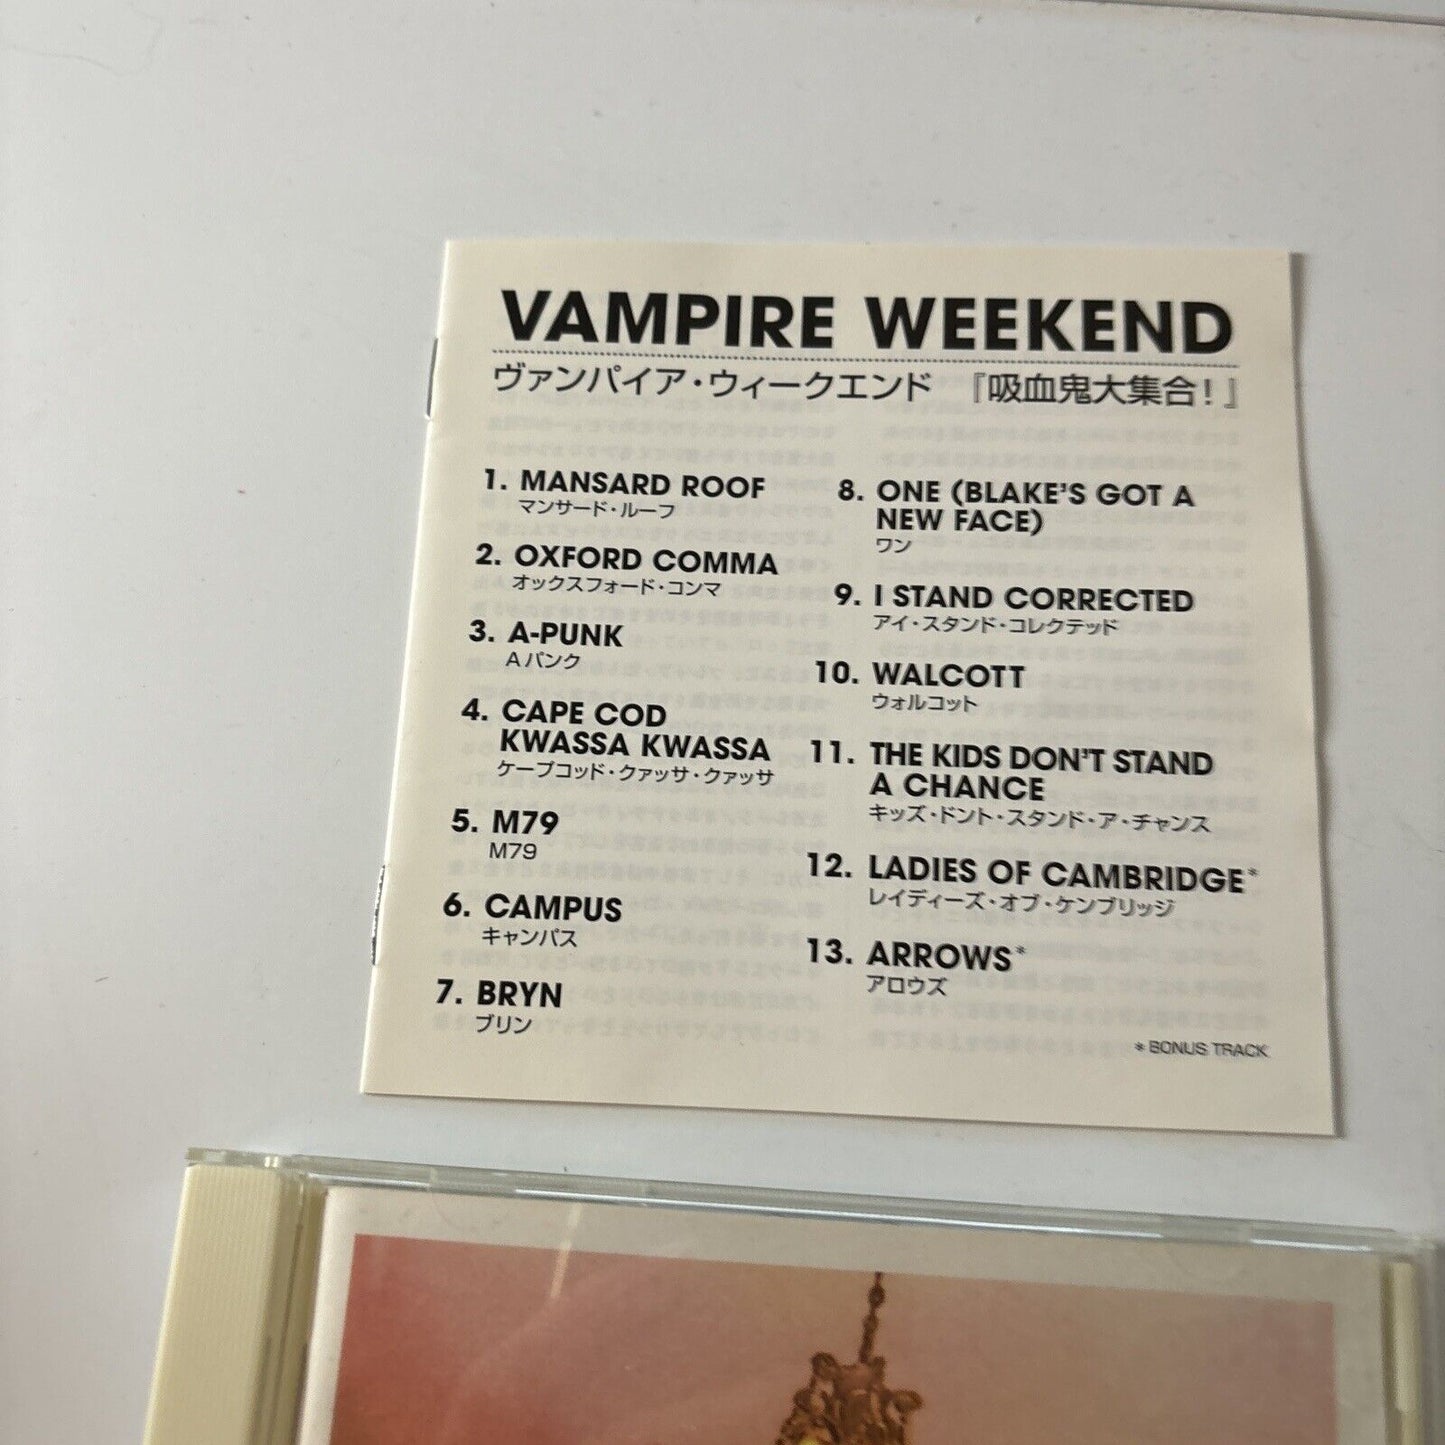 VAMPIRE WEEKEND
ヴァンパイア・ウィークエンド 『吸血鬼大集合!』
1. MANSARD ROOF
マンサード・ルーフ
2. OXFORD COMMA
オックスフォード・コンマ
3. A-PUNK
Aパンク
4. CAPE COD
KWASSA KWASSA
ケープコッド・クァッサ・クァッサ
5. M79
M79
6. CAMPUS
キャンパス
7. BRYN
ブリン
8. ONE (BLAKE'S GOT A
NEW FACE)
ワン
9. I STAND CORRECTED
アイ・スタンド・コレクテッド
10. WALCOTT
ウォルコット
11. THE KIDS DON'T STAND
A CHANCE
キッズ・ドント・スタンド・ア・チャンス
12. LADIES OF CAMBRIDGE*
レイディーズ・オブ・ケンブリッジ
13. ARROWS*
アロウズ
* BONUS TRACK